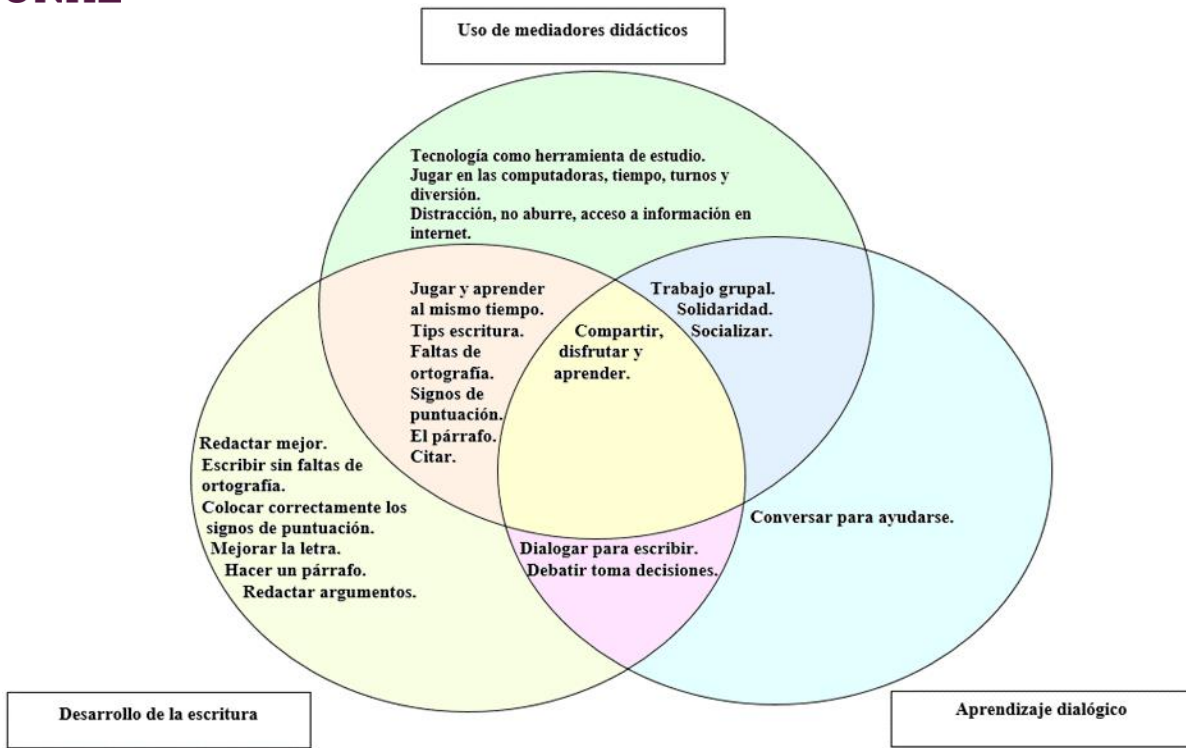 Uso de mediadores didácticos
Tecnología como herramienta de estudio.
Jugar en las computadoras, tiempo, turnos y
diversión.
Distracción, no aburre, acceso a información en
internet.
Jugar y aprender
al mismo tiempo.
Tips escritura.
Faltas de
ortografía.
Signos de
puntuación.
El párrafo.
Citar.
Compartir,
disfrutar y
aprender.
Trabajo grupal.
Solidaridad.
Socializar.
Redactar mejor.
Escribir sin faltas de
ortografía.
Colocar correctamente los
signos de puntuación.
Mejorar la letra.
Hacer un párrafo.
Redactar argumentos.
Dialogar para escribir.
Debatir toma decisiones.
Conversar para ayudarse.
Desarrollo de la escritura
Aprendizaje dialógico